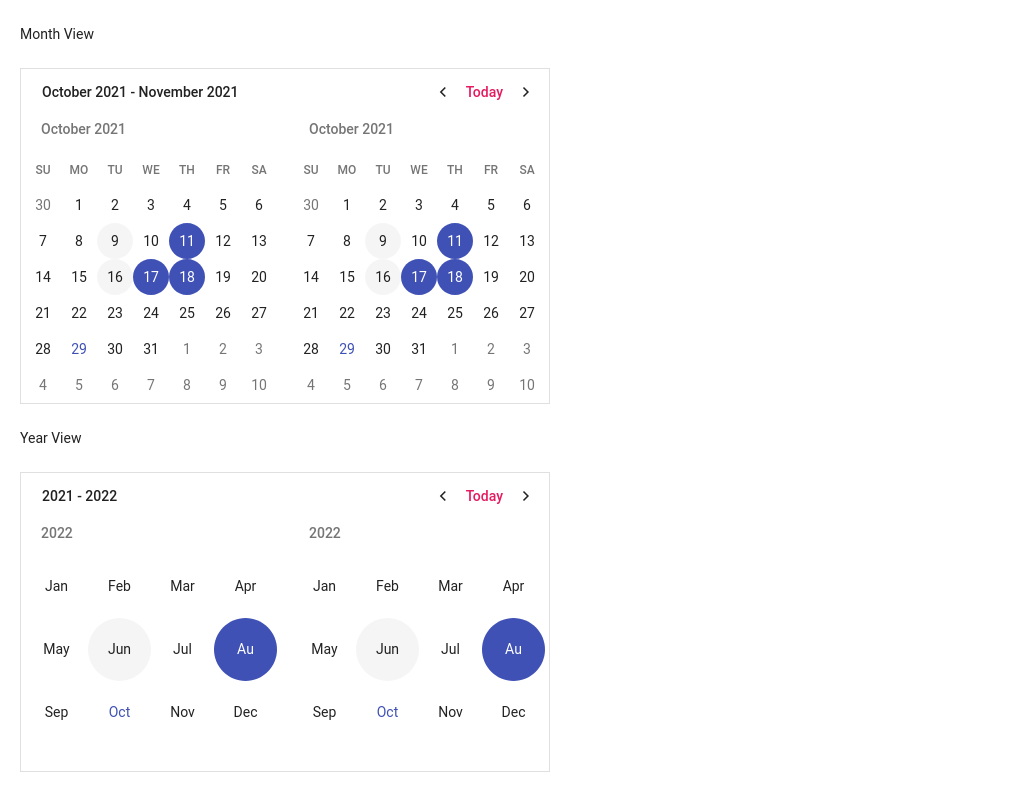 Month View
October 2021 - November 2021 Today
October 2021 October 2021
SU MO TU WE TH FR SA SU MO TU WE TH FR SA
30 1 2 3 4 5 6 30 1 2 3 4 5 6
7 8 9 10 11 12 13 7 8 9 10 11 12 13
14 15 16 17 18 19 20 14 15 16 17 18 19 20
21 22 23 24 25 26 27 21 22 23 24 25 26 27
28 29 30 31 1 2 3 28 29 30 31 1 2 3
4 5 6 7 8 9 10 4 5 6 7 8 9 10
Year View
2021 - 2022 Today
2022 2022
Jan Feb Mar Apr Jan Feb Mar Apr
May Jun Jul Au May Jun Jul Au
Sep Oct Nov Dec Sep Oct Nov Dec